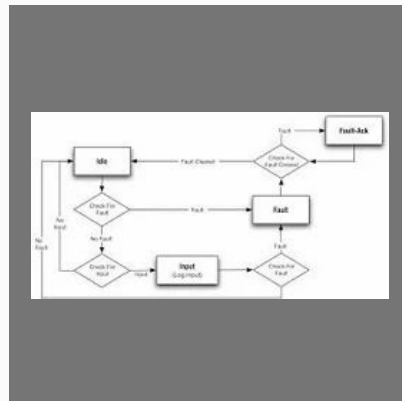 Fault
Fault-Ack
Idle
Fault Cleared
Check For
Fault Cleared
Check For
Fault
Fault
Fault
No Fault
Fault
No
Fault
No
Input
Check For
Input
Input
Input
(Log Input)
Check For
Fault